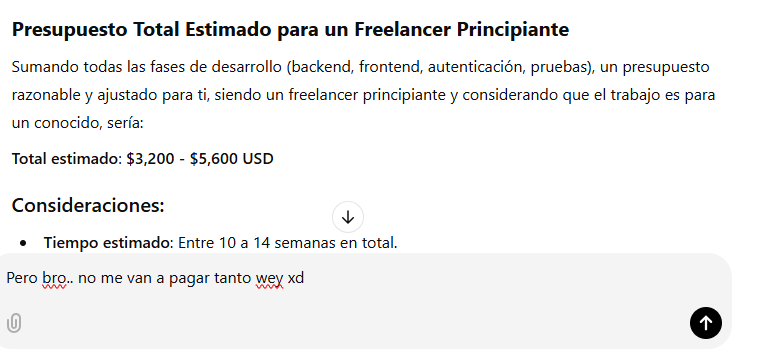 Presupuesto Total Estimado para un Freelancer Principiante
Sumando todas las fases de desarrollo (backend, frontend, autenticación, pruebas), un presupuesto
razonable y ajustado para ti, siendo un freelancer principiante y considerando que el trabajo es para
un conocido, sería:
Total estimado: $3,200 - $5,600 USD
Consideraciones:
• Tiempo estimado: Entre 10 a 14 semanas en total.
Pero bro.. no me van a pagar tanto wey xd